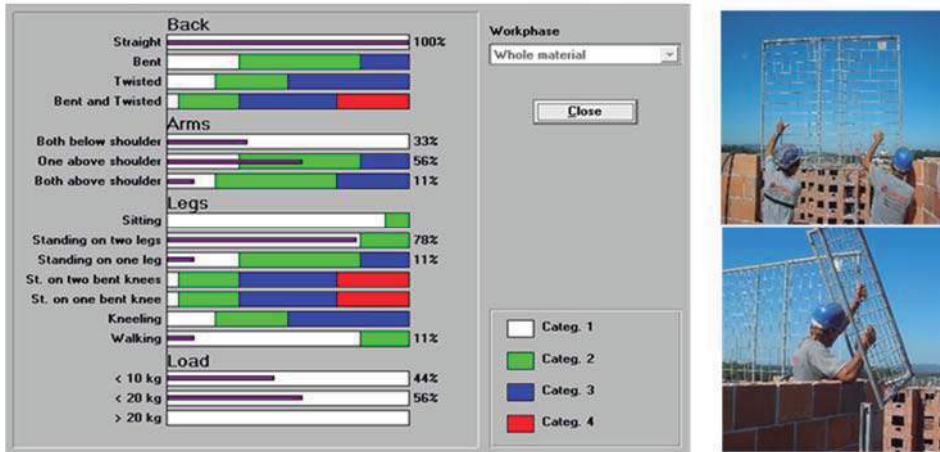 Back
Straight 100%
Bent
Twisted
Bent and Twisted
Arms
Both below shoulder 33%
One above shoulder 56%
Both above shoulder 11%
Legs
Sitting
Standing on two legs 78%
Standing on one leg 11%
St. on two bent knees
St. on one bent knee
Kneeling
Walking 11%
Load
< 10 kg 44%
< 20 kg 56%
> 20 kg
Workphase
Whole material
Close
Categ. 1
Categ. 2
Categ. 3
Categ. 4